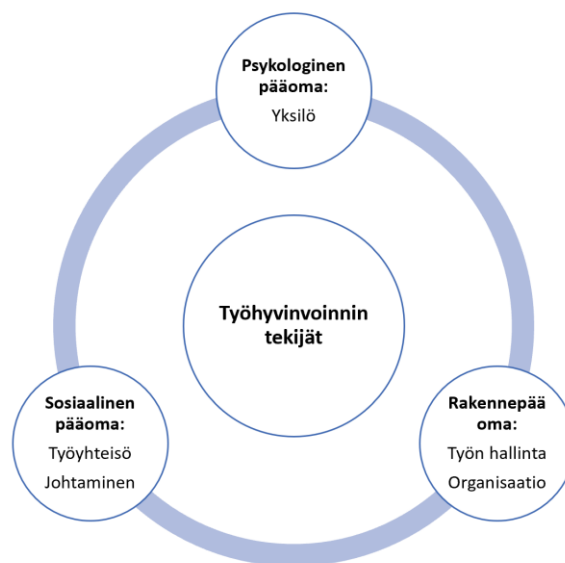 Psykologinen
pääoma:
Yksilö
Työhyvinvoinnin
tekijät
Sosiaalinen
pääoma:
Työyhteisö
Johtaminen
Rakennepää
oma:
Työn hallinta
Organisaatio